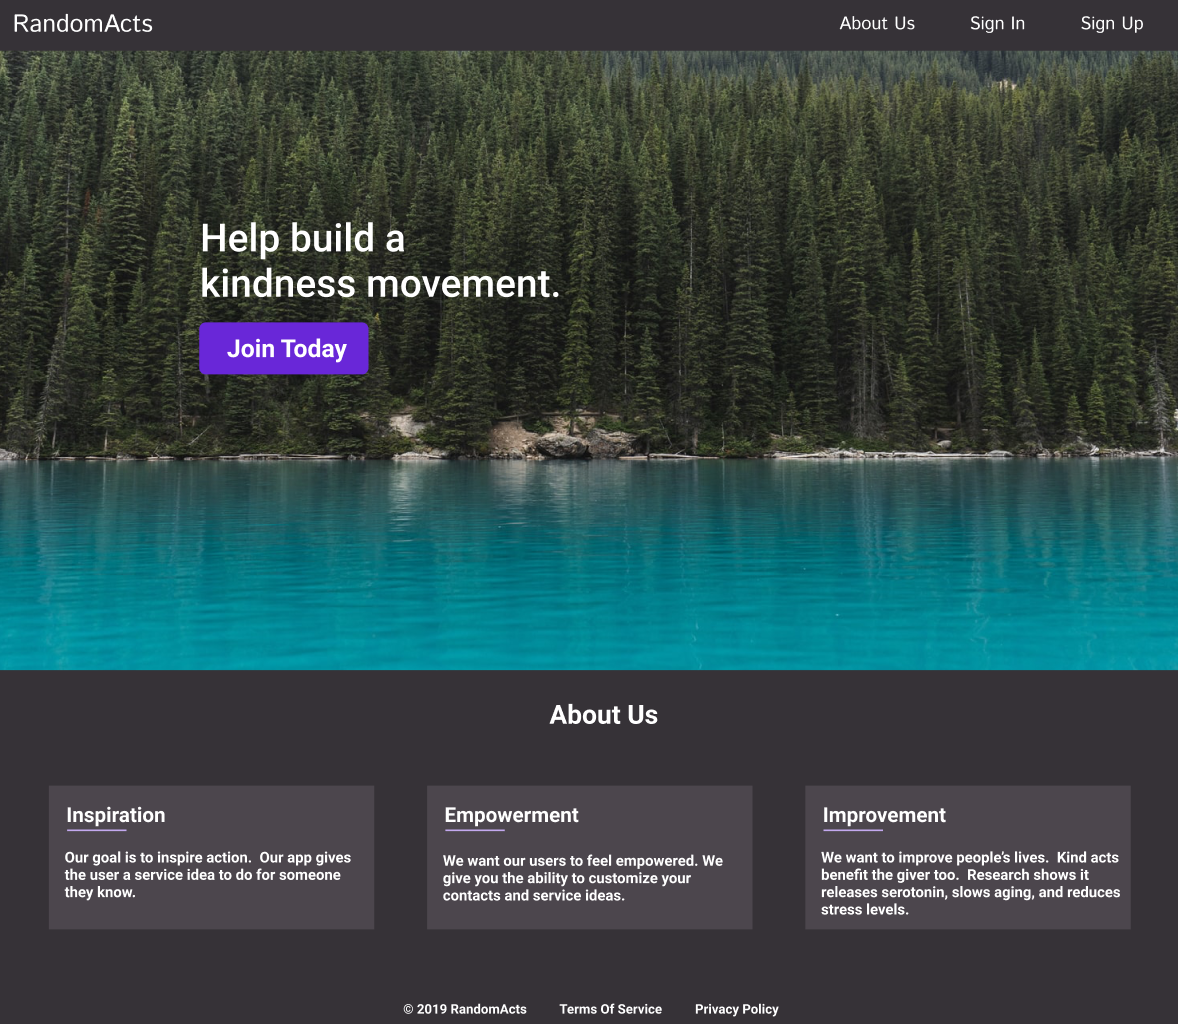 RandomActs
About Us
Sign In
Sign Up
Help build a
kindness movement.
Join Today
About Us
Inspiration
Our goal is to inspire action.  Our app gives
the user a service idea to do for someone
they know.
Empowerment
We want our users to feel empowered. We
give you the ability to customize your
contacts and service ideas.
Improvement
We want to improve people’s lives.  Kind acts
benefit the giver too.  Research shows it
releases serotonin, slows aging, and reduces
stress levels.
© 2019 RandomActs
Terms Of Service
Privacy Policy